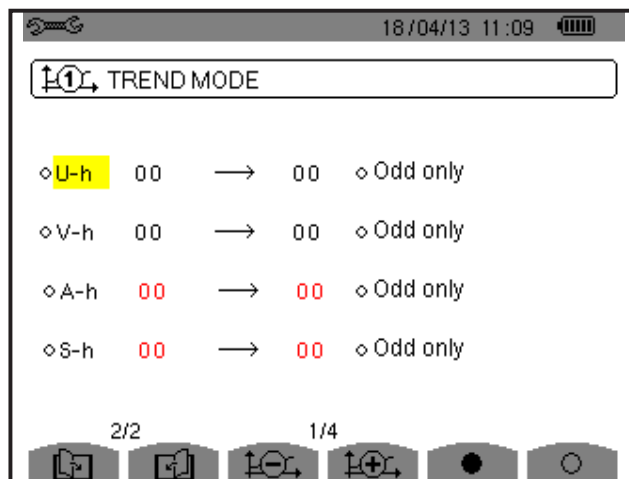 18/04/13 11:09
1 TREND MODE
U-h 00 → 00 Odd only
V-h 00 → 00 Odd only
A-h 00 → 00 Odd only
S-h 00 → 00 Odd only
2/2 1/4